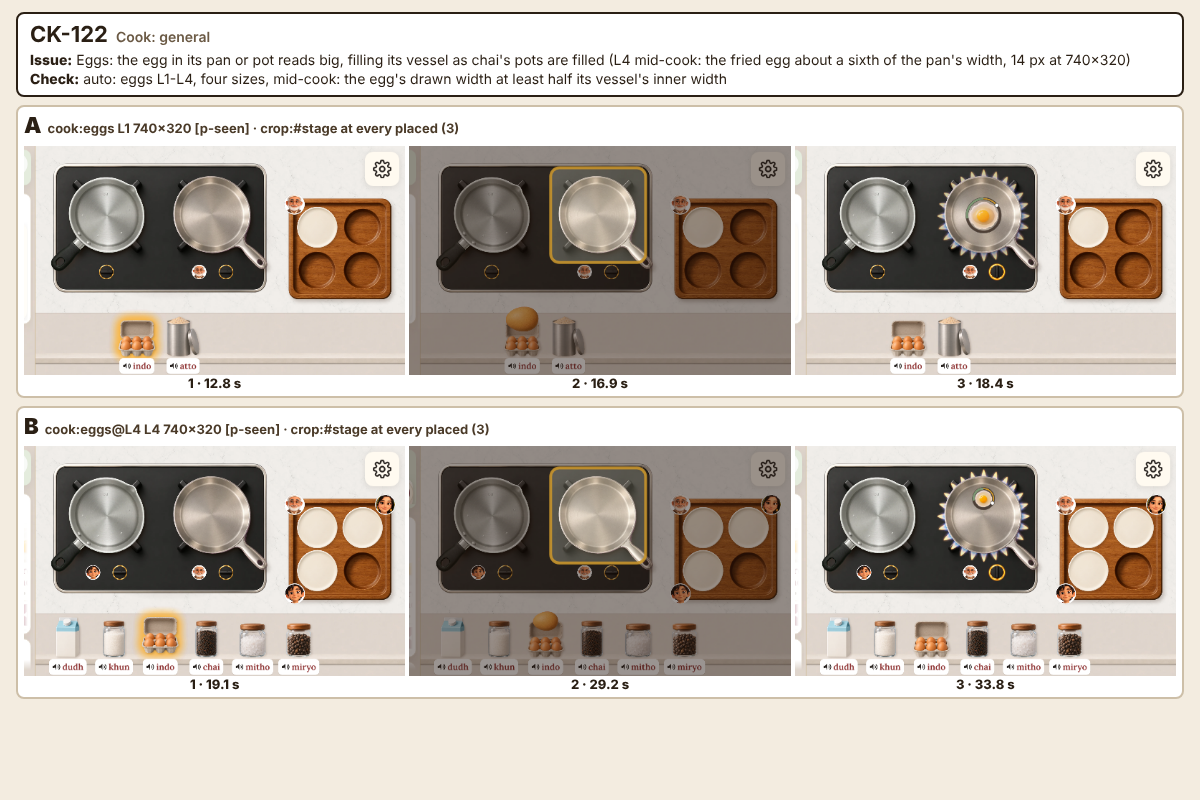 CK-122 Cook: general
Issue: Eggs: the egg in its pan or pot reads big, filling its vessel as chai's pots are filled (L4 mid-cook: the fried egg about a sixth of the pan's width, 14 px at 740×320)
Check: auto: eggs L1-L4, four sizes, mid-cook: the egg's drawn width at least half its vessel's inner width
A cook:eggs L1 740×320 [p-seen] · crop:#stage at every placed (3)
indo atto
indo atto
indo atto
1 · 12.8 s
2 · 16.9 s
3 · 18.4 s
B cook:eggs@L4 L4 740×320 [p-seen] · crop:#stage at every placed (3)
dudh khun indo chai mitho miryo
dudh khun indo chai mitho miryo
dudh khun indo chai mitho miryo
1 · 19.1 s
2 · 29.2 s
3 · 33.8 s